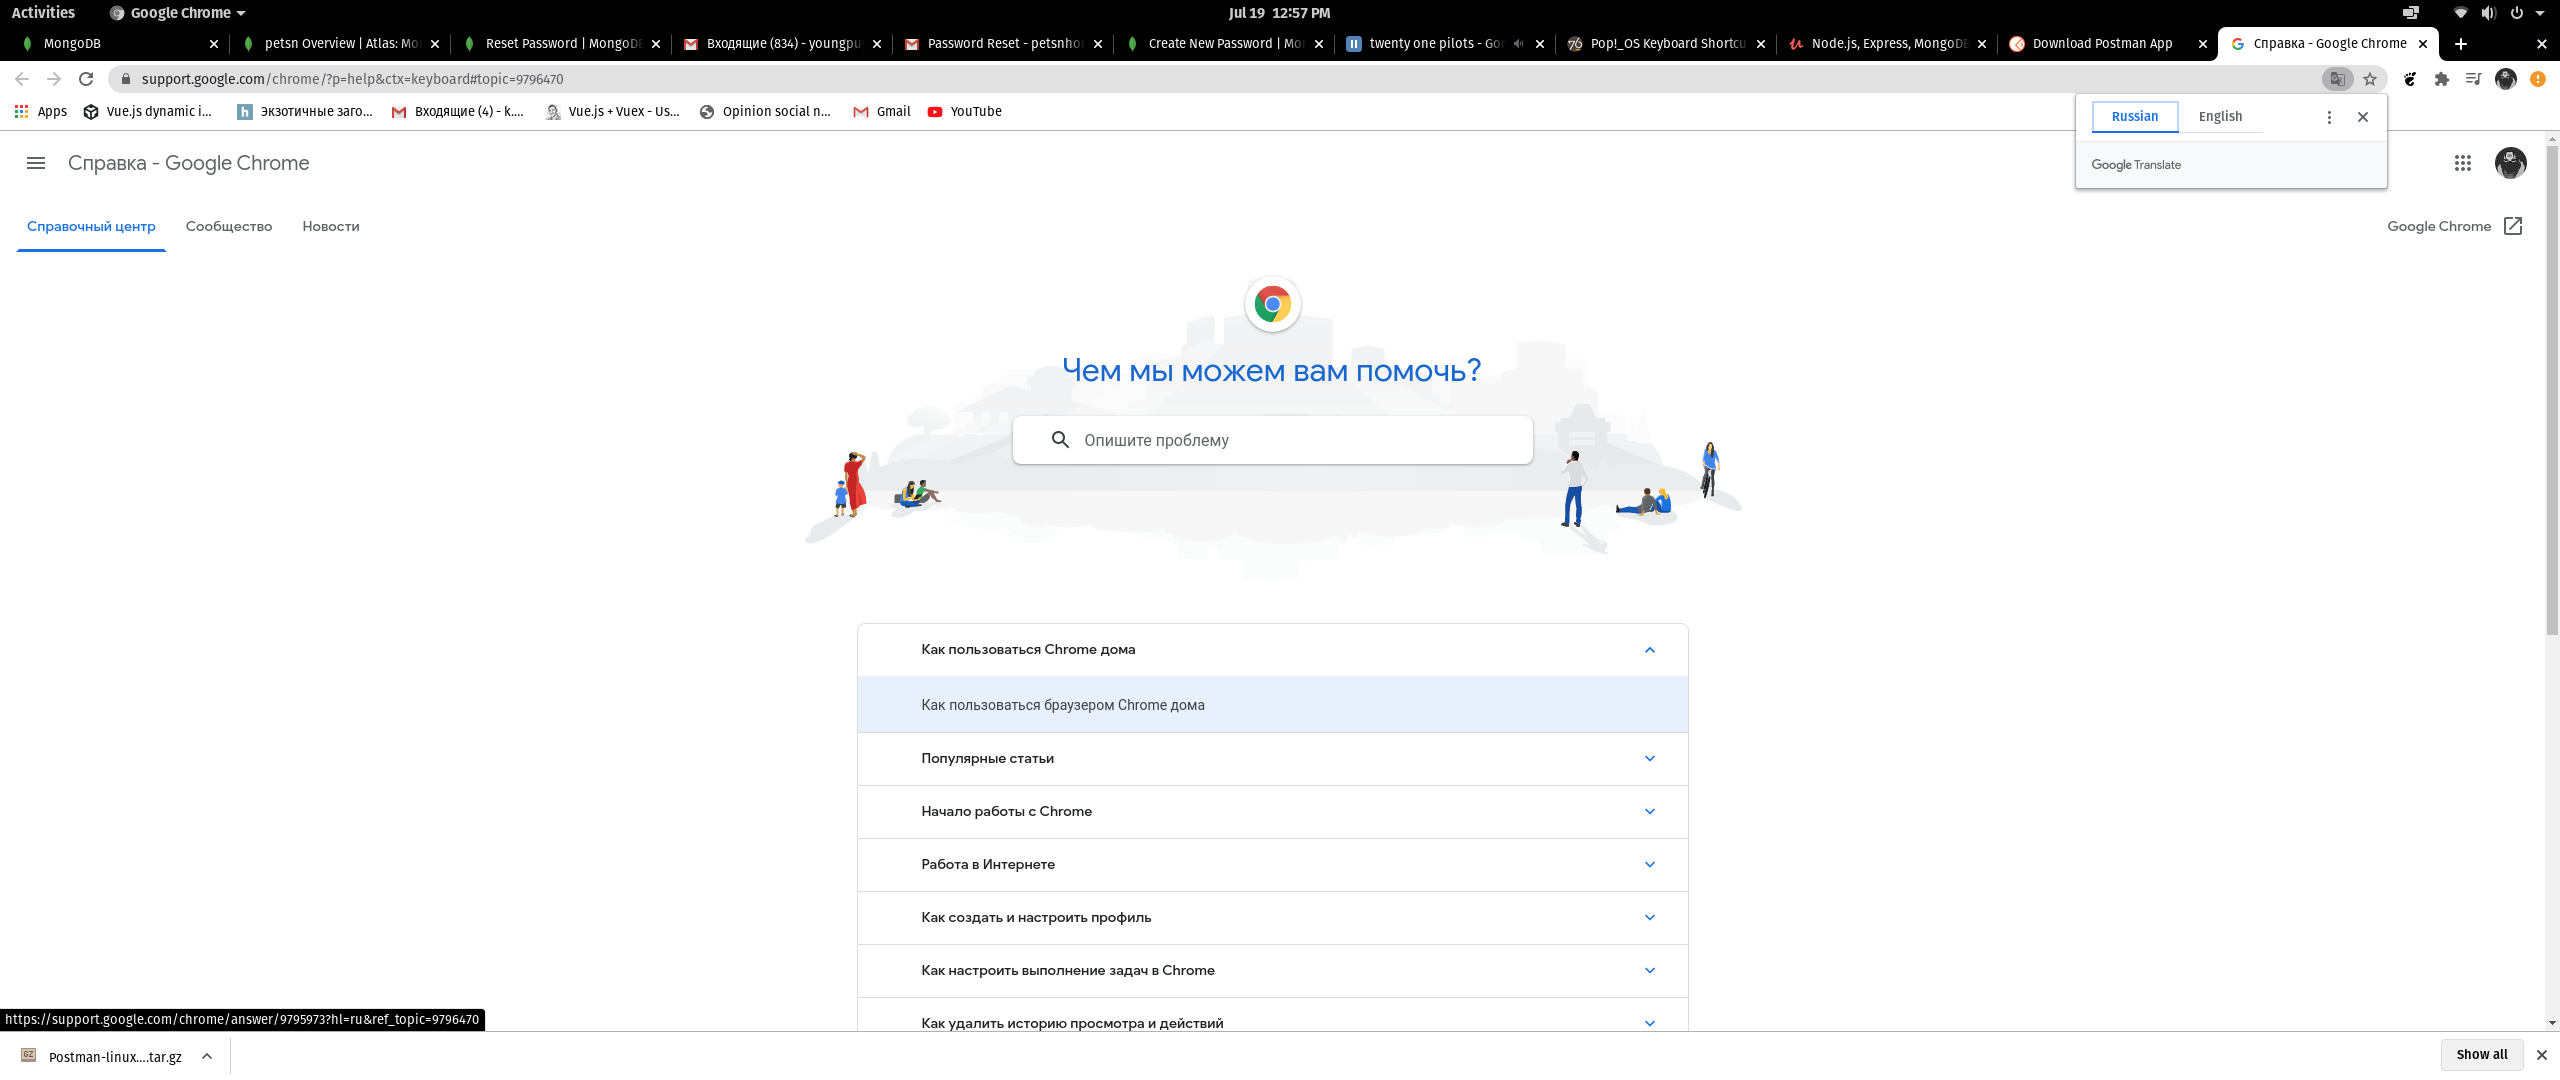 Activities Google Chrome Jul 19 12:57 PM
MongoDB petsn Overview | Atlas: Mo Reset Password | MongoDB Входящие (834) - youngpu Password Reset - petsnhou Create New Password | Mo twenty one pilots - Gon Pop!_OS Keyboard Shortcu Node.js, Express, MongoDB Download Postman App Справка - Google Chrome
support.google.com/chrome/?p=help&ctx=keyboard#topic=9796470
Apps Vue.js dynamic i... Экзотичные заго... Входящие (4) - k.... Vue.js + Vuex - Us... Opinion social n... Gmail YouTube
Russian English
Google Translate
Справка - Google Chrome
Справочный центр Сообщество Новости Google Chrome
Чем мы можем вам помочь?
Опишите проблему
Как пользоваться Chrome дома
Как пользоваться браузером Chrome дома
Популярные статьи
Начало работы с Chrome
Работа в Интернете
Как создать и настроить профиль
Как настроить выполнение задач в Chrome
Как удалить историю просмотра и действий
https://support.google.com/chrome/answer/9795973?hl=ru&ref_topic=9796470
GZ Postman-linux....tar.gz Show all